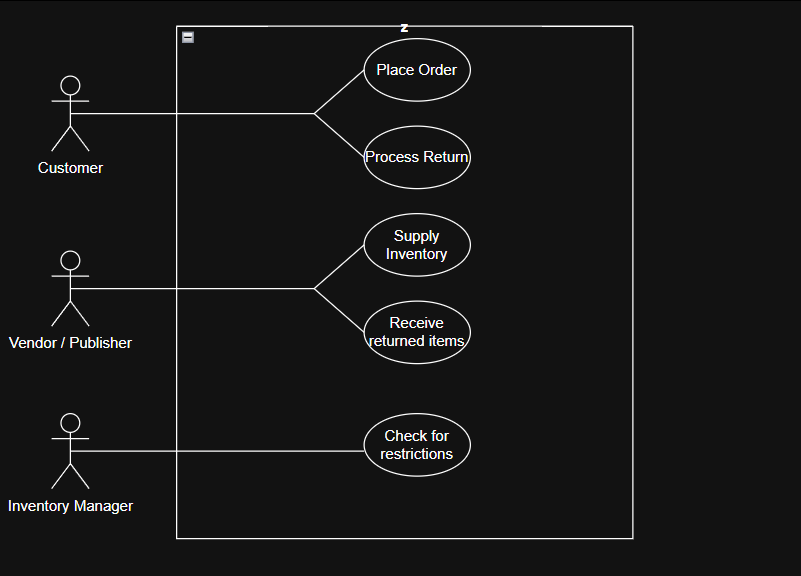 z
Place Order
Customer
Process Return
Supply
Inventory
Vendor / Publisher
Receive
returned items
Check for
restrictions
Inventory Manager